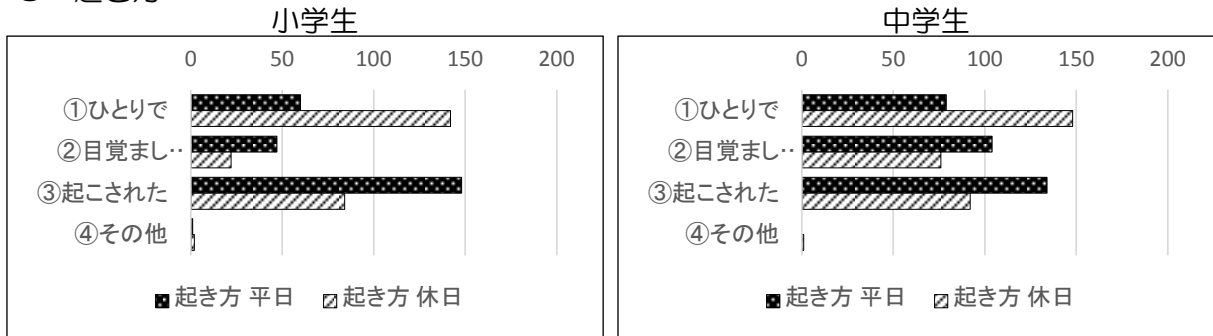 小学生
0 50 100 150 200
①ひとりで
②目覚まし‥
③起こされた
④その他
起き方 平日 起き方 休日
中学生
0 50 100 150 200
①ひとりで
②目覚まし‥
③起こされた
④その他
起き方 平日 起き方 休日